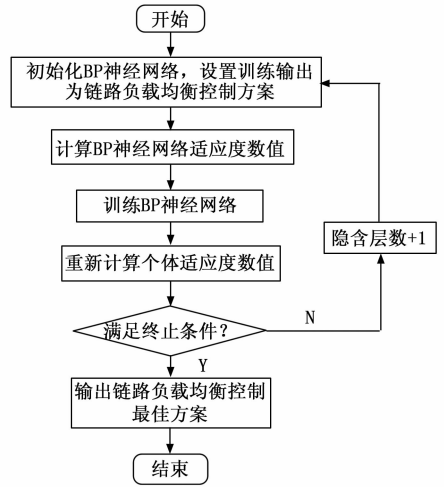 开始
初始化BP神经网络，设置训练输出
为链路负载均衡控制方案
计算BP神经网络适应度数值
训练BP神经网络
隐含层数+1
重新计算个体适应度数值
满足终止条件？
N
Y
输出链路负载均衡控制
最佳方案
结束